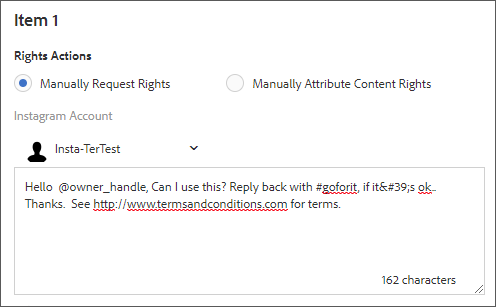 Item 1
Rights Actions
Manually Request Rights Manually Attribute Content Rights
Instagram Account
Insta-TerTest
Hello  @owner_handle, Can I use this? Reply back with #goforit, if it&#39;s ok..
Thanks.  See http://www.termsandconditions.com for terms.
162 characters